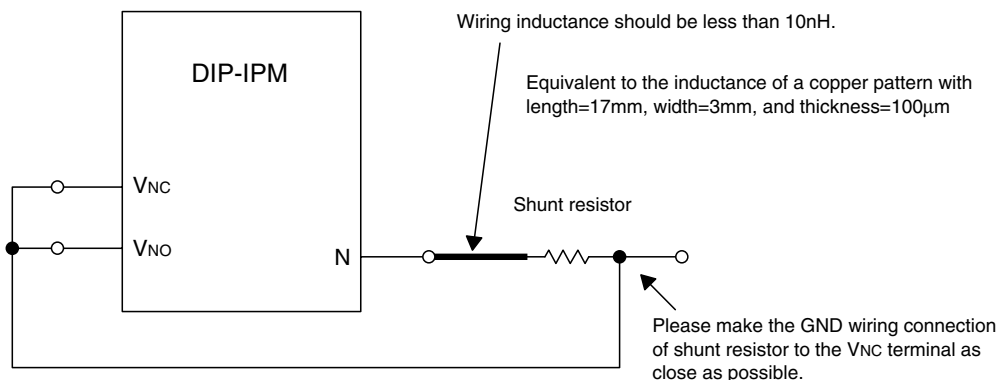 Wiring inductance should be less than 10nH.
DIP-IPM
Equivalent to the inductance of a copper pattern with
length=17mm, width=3mm, and thickness=100μm
VNC
Shunt resistor
VNO
N
Please make the GND wiring connection
of shunt resistor to the VNC terminal as
close as possible.